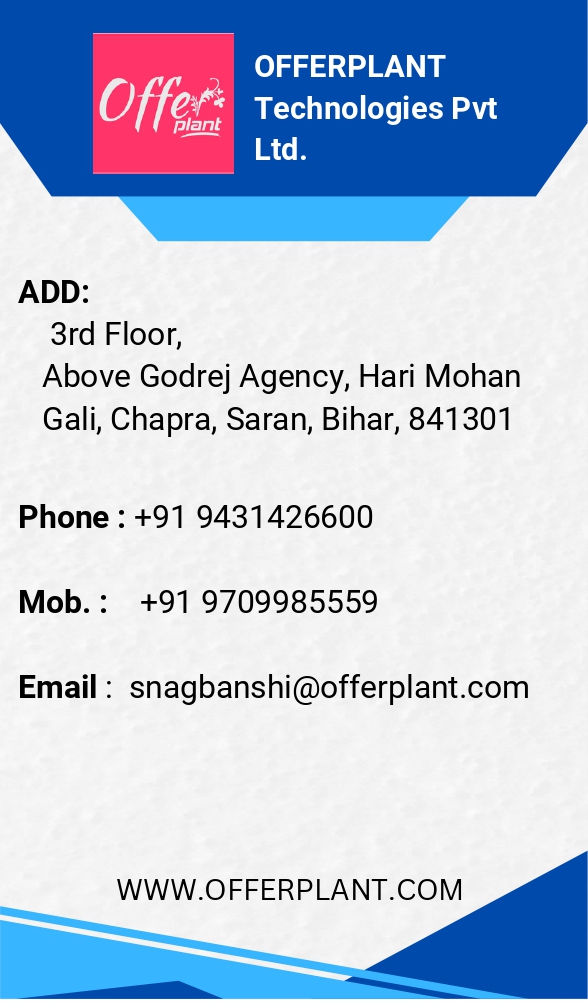 Offer
plant
OFFERPLANT
Technologies Pvt
Ltd.
ADD:
3rd Floor,
Above Godrej Agency, Hari Mohan
Gali, Chapra, Saran, Bihar, 841301
Phone : +91 9431426600
Mob. : +91 9709985559
Email : snagbanshi@offerplant.com
WWW.OFFERPLANT.COM